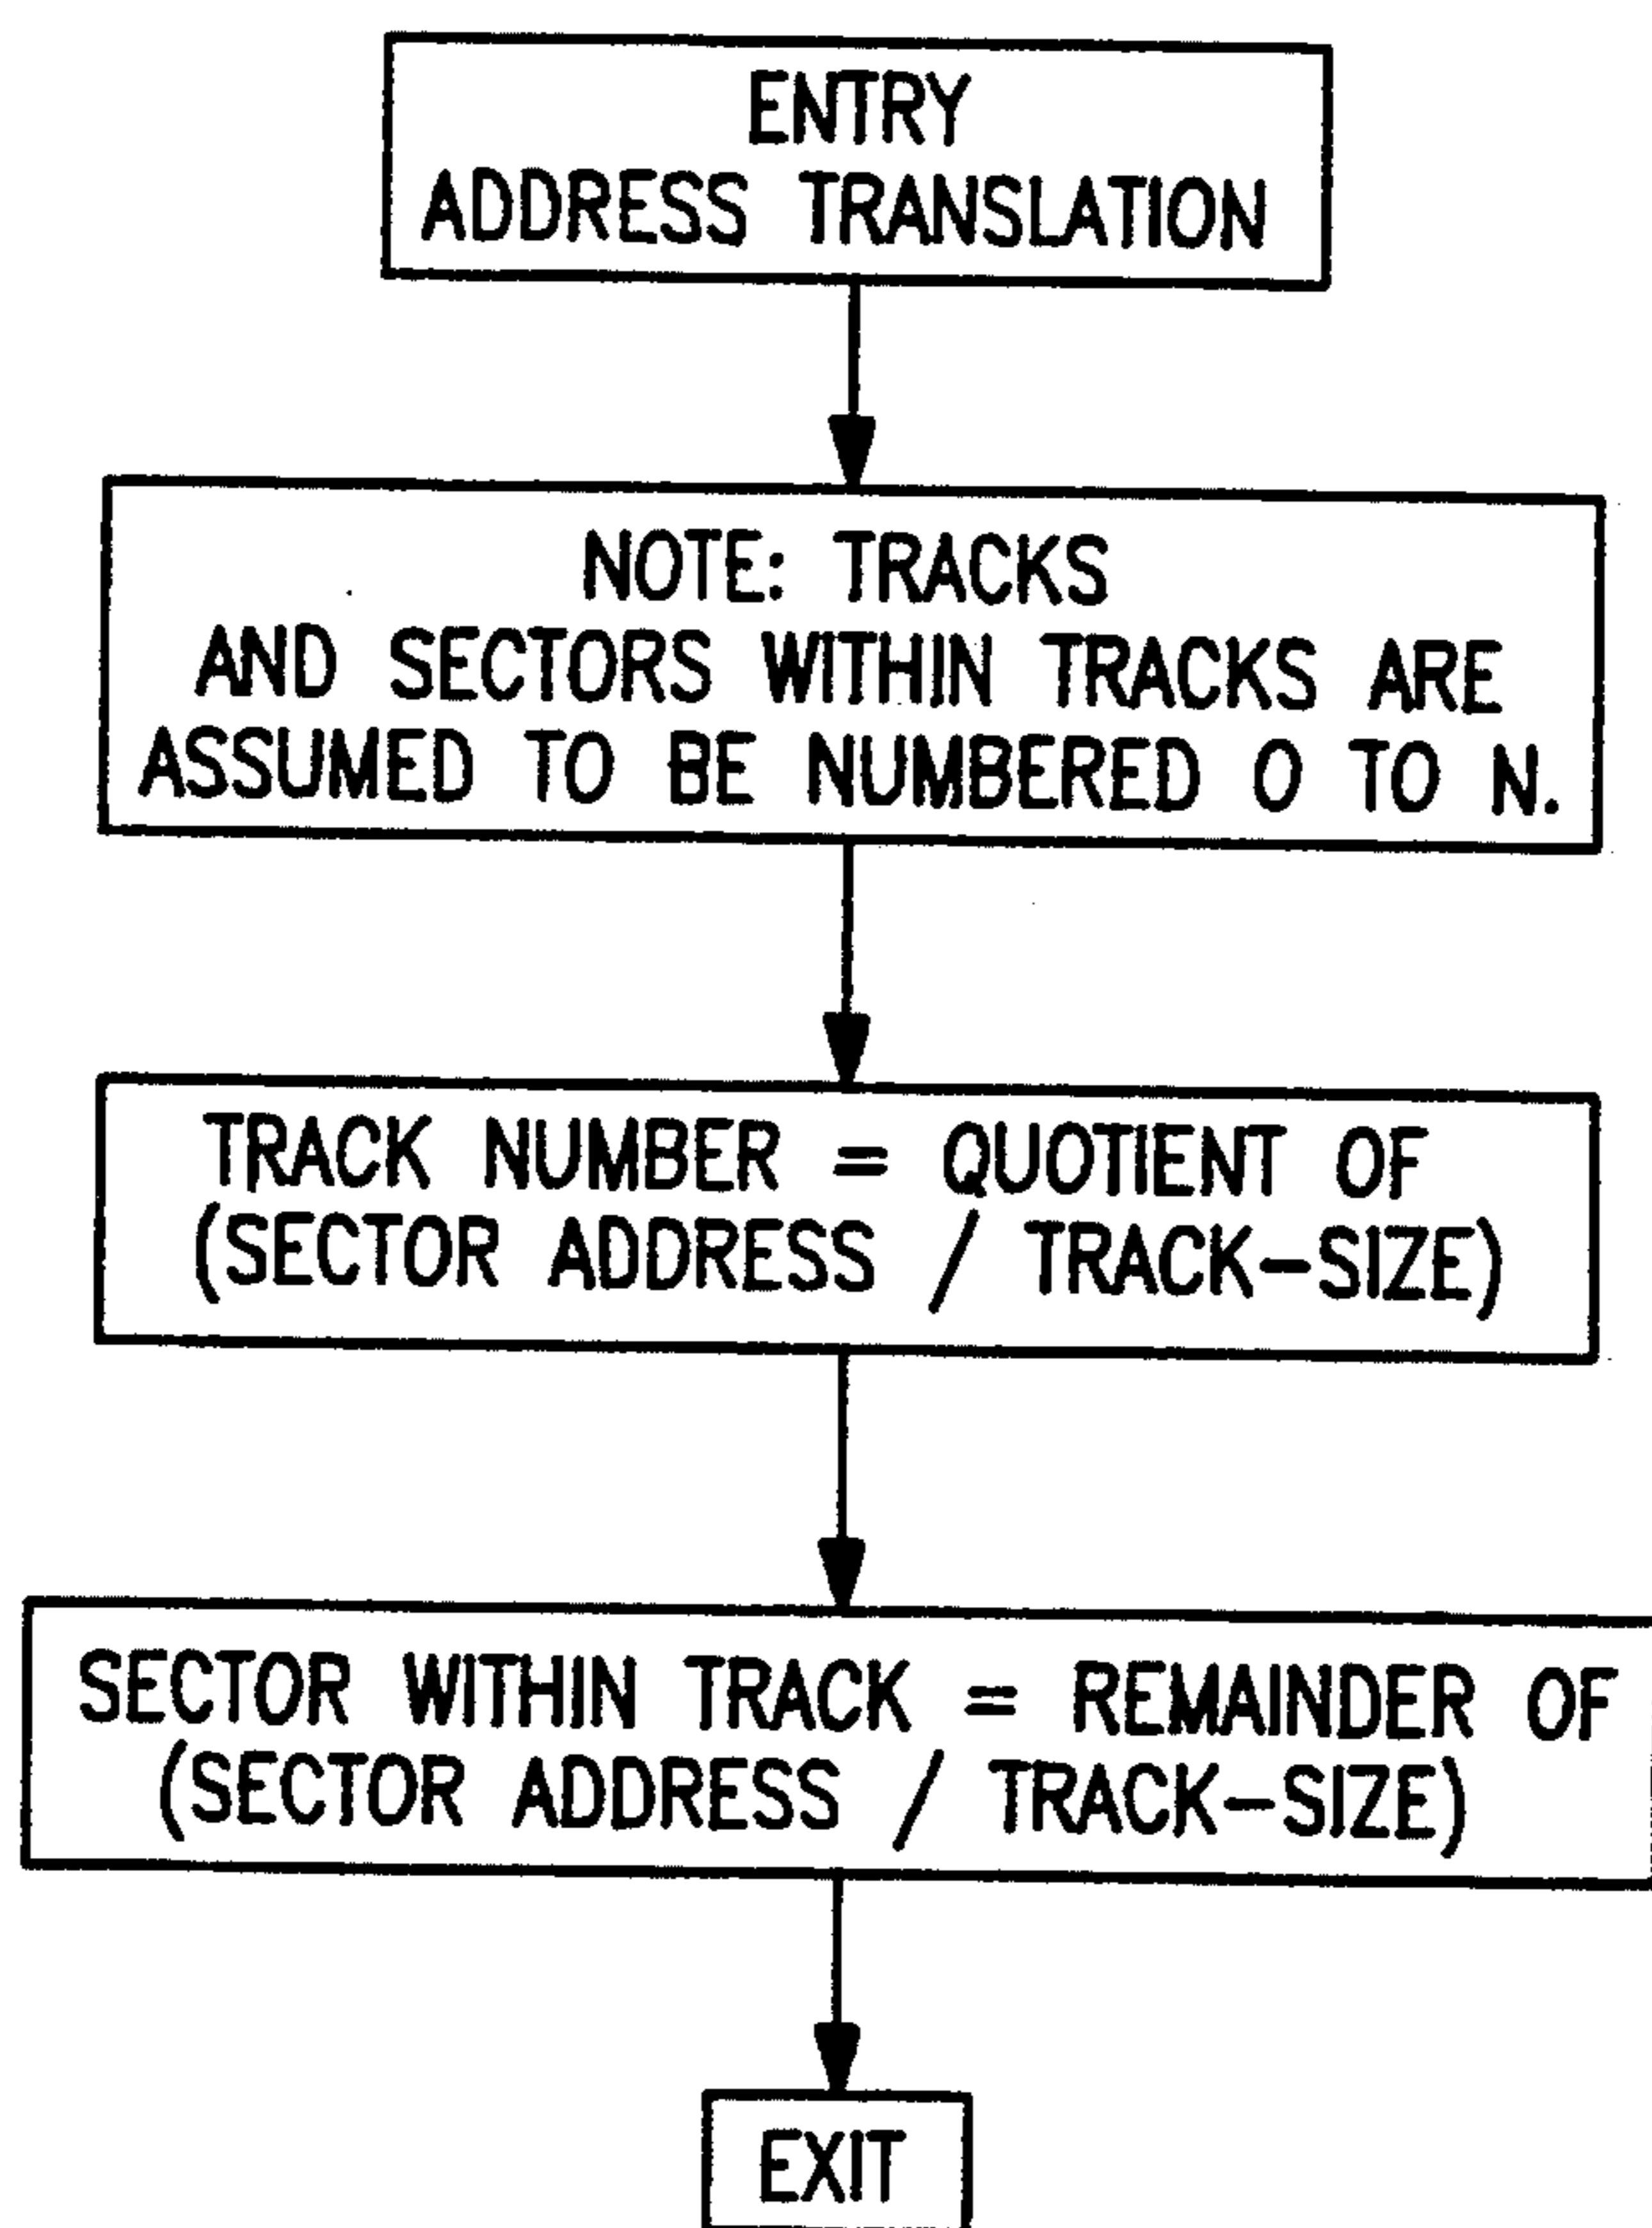 ENTRY
ADDRESS TRANSLATION
NOTE: TRACKS
AND SECTORS WITHIN TRACKS ARE
ASSUMED TO BE NUMBERED 0 TO N.
TRACK NUMBER = QUOTIENT OF
(SECTOR ADDRESS / TRACK-SIZE)
SECTOR WITHIN TRACK = REMAINDER OF
(SECTOR ADDRESS / TRACK-SIZE)
EXIT